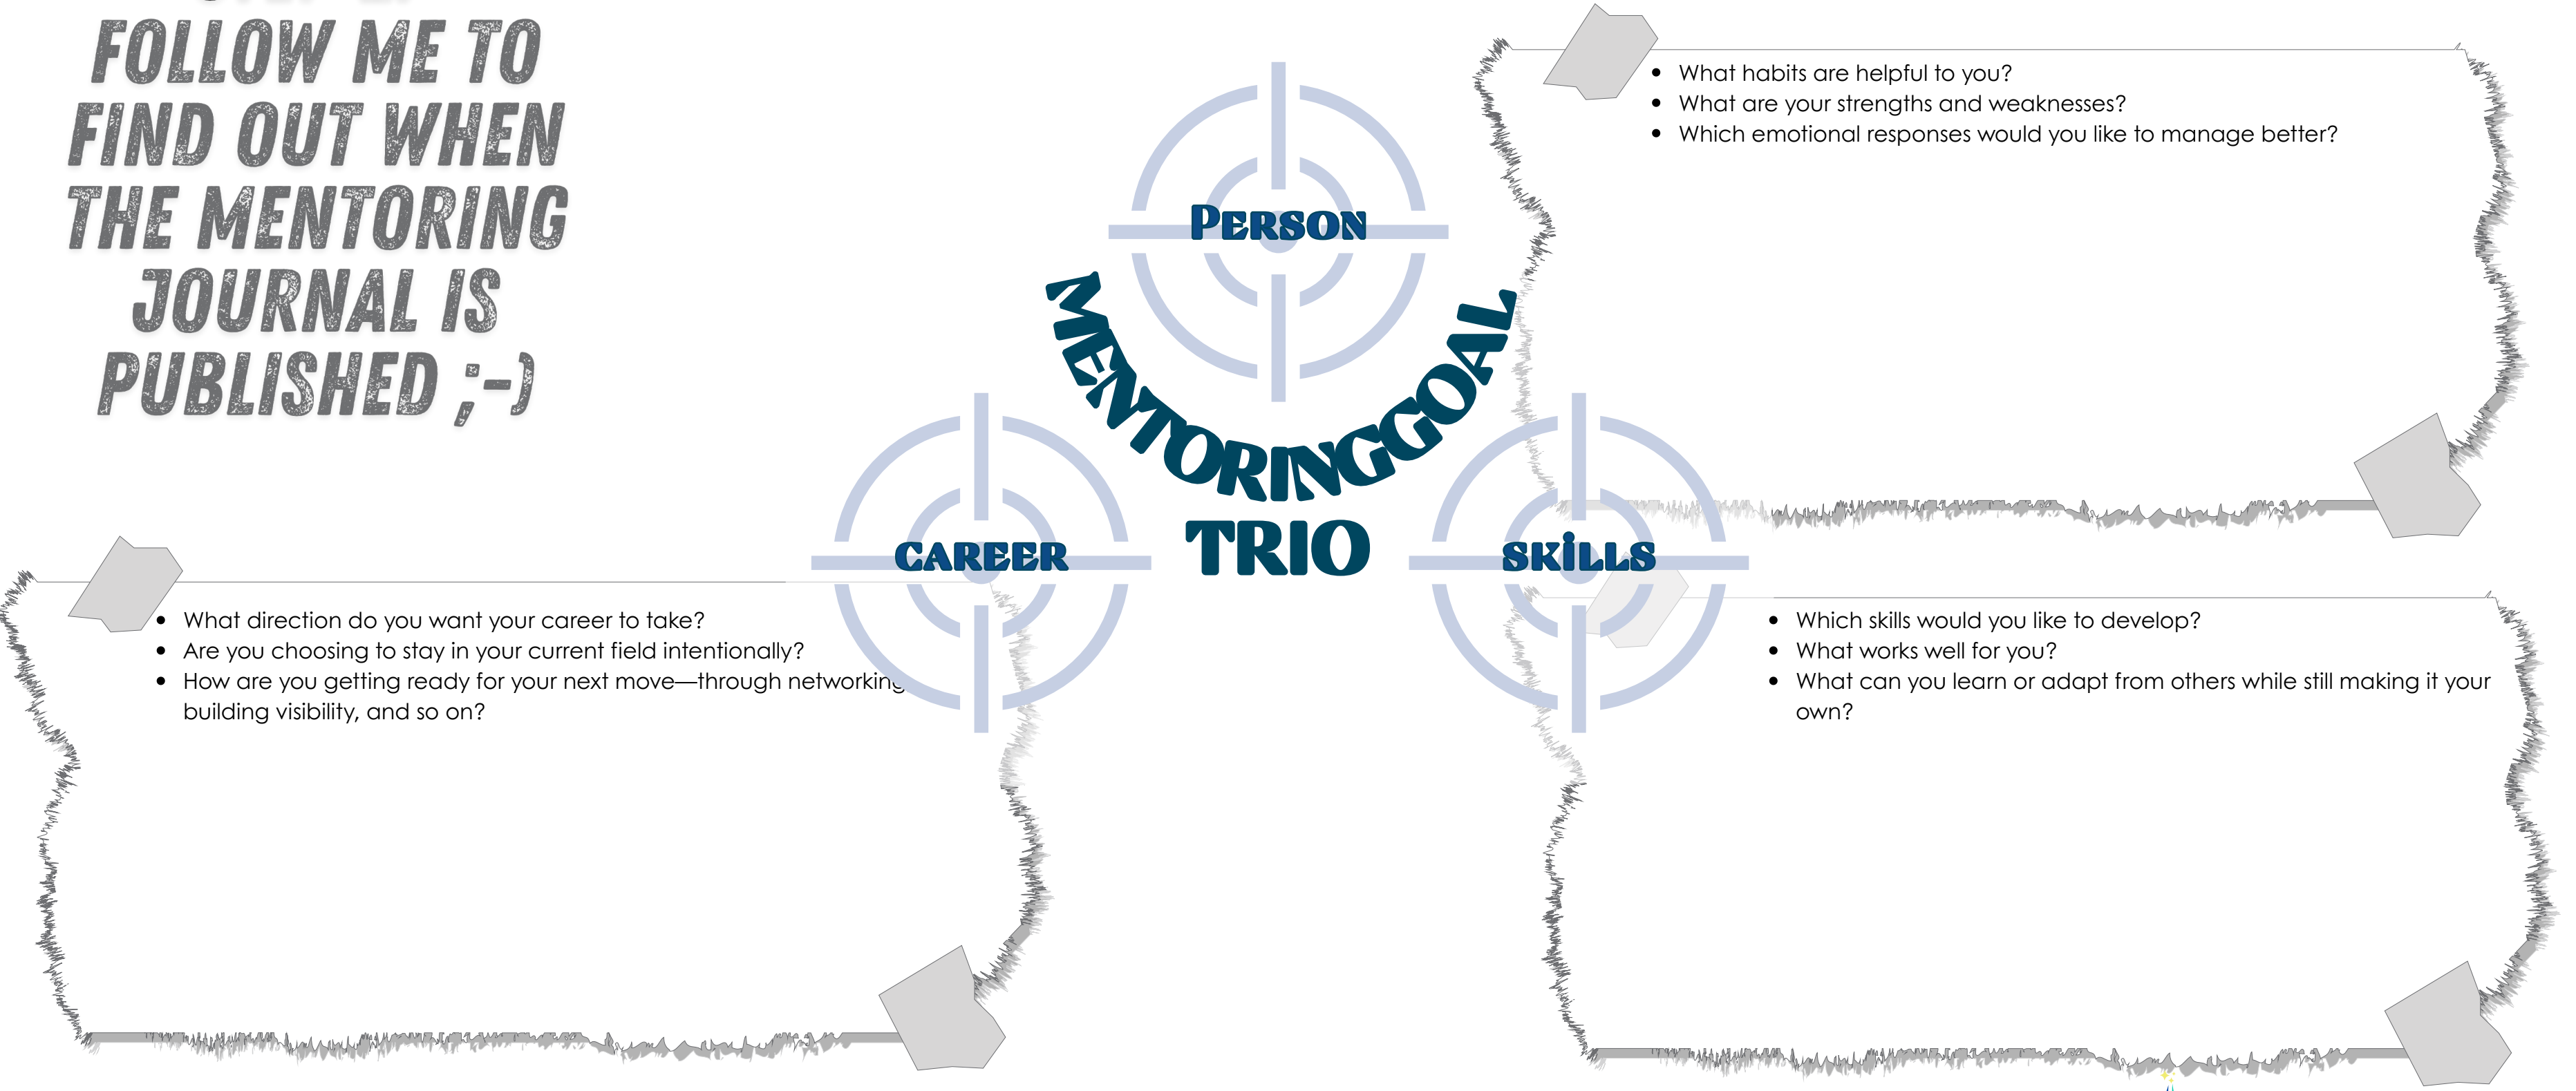 FOLLOW ME TO
FIND OUT WHEN
THE MENTORING
JOURNAL IS
PUBLISHED ;-)
PERSON
MENTORINGGOAL
TRIO
CAREER
SKILLS
• What habits are helpful to you?
• What are your strengths and weaknesses?
• Which emotional responses would you like to manage better?
• What direction do you want your career to take?
• Are you choosing to stay in your current field intentionally?
• How are you getting ready for your next move—through networking
building visibility, and so on?
• Which skills would you like to develop?
• What works well for you?
• What can you learn or adapt from others while still making it your
own?